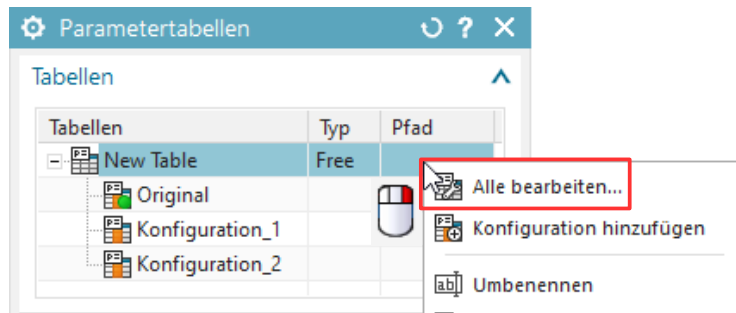 Parametertabellen ?
Tabellen
Tabellen Typ Pfad
New Table Free
Alle bearbeiten...
Original
Konfiguration hinzufügen
Konfiguration_1
Konfiguration_2
Umbenennen